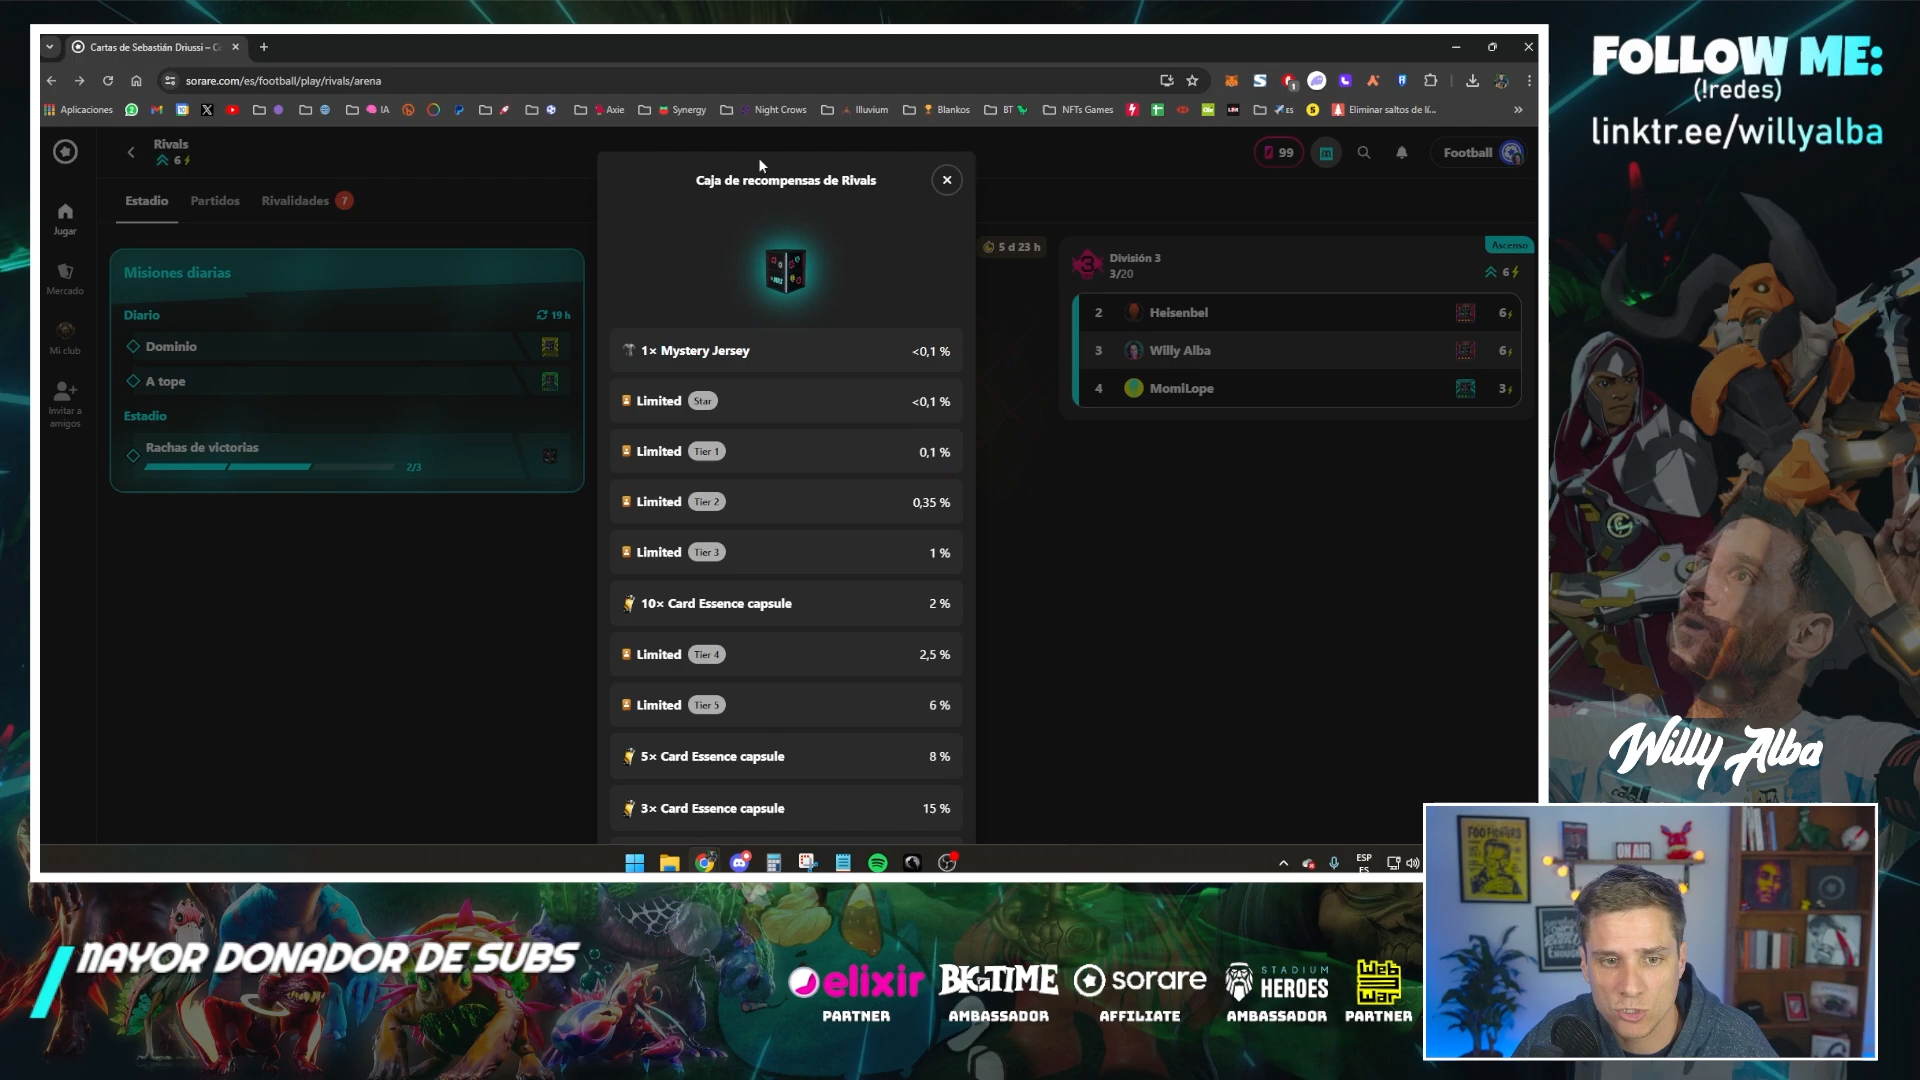 Cartas de Sebastián Driussi – C
sorare.com/es/football/play/rivals/arena
Aplicaciones
IA
Axie
Synergy
Night Crows
Illuvium
Blankos
BT
NFTs Games
ES
Eliminar saltos de lí...
FOLLOW ME:
(!redes)
linktr.ee/willyalba
Rivals
6
99
Football
Estadio
Partidos
Rivalidades
7
Jugar
Mercado
Mi club
Invitar a
amigos
Misiones diarias
Diario
19 h
Dominio
A tope
Estadio
Rachas de victorias
2/3
Caja de recompensas de Rivals
1× Mystery Jersey
<0,1 %
Limited
Star
<0,1 %
Limited
Tier 1
0,1 %
Limited
Tier 2
0,35 %
Limited
Tier 3
1 %
10× Card Essence capsule
2 %
Limited
Tier 4
2,5 %
Limited
Tier 5
6 %
5× Card Essence capsule
8 %
3× Card Essence capsule
15 %
5 d 23 h
Ascenso
3
División 3
3/20
6
2
Heisenbel
6
3
Willy Alba
6
4
MomiLope
3
ESP
ES
Willy Alba
FOO FIGHTERS
ON AIR
MAYOR DONADOR DE SUBS
elixir
PARTNER
BIGTIME
AMBASSADOR
sorare
AFFILIATE
STADIUM
HEROES
AMBASSADOR
Web
war
PARTNER